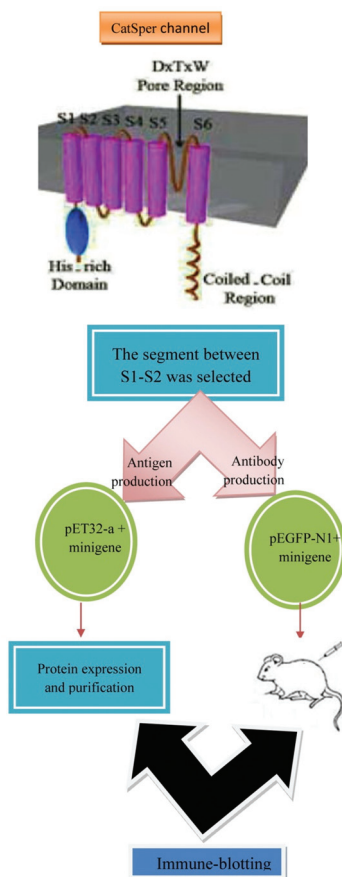 CatSper channel
DxTxW
Pore Region
S1 S2 S3 S4 S5 S6
His-rich
Domain
Coiled-Coil
Region
The segment between
S1-S2 was selected
Antigen
production
Antibody
production
pET32-a +
minigene
pEGFP-N1+
minigene
Protein expression
and purification
Immune-blotting